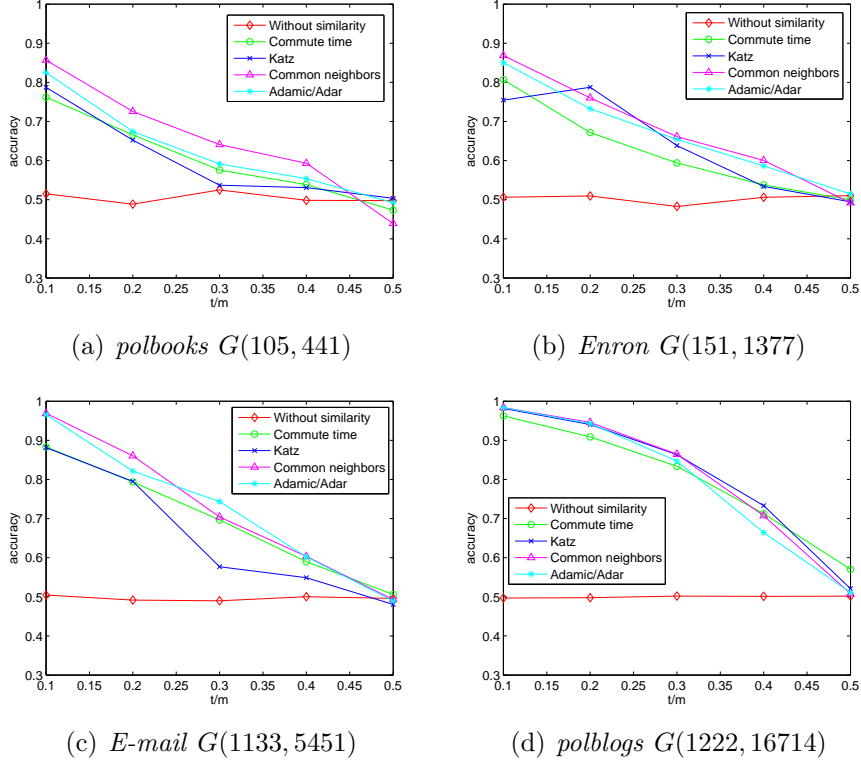 1
0.9
0.8
0.7
0.6
0.5
0.4
0.3
accuracy
0.1 0.15 0.2 0.25 0.3 0.35 0.4 0.45 0.5
t/m
Without similarity
Commute time
Katz
Common neighbors
Adamic/Adar
(a) polbooks G(105, 441)
1
0.9
0.8
0.7
0.6
0.5
0.4
0.3
accuracy
0.1 0.15 0.2 0.25 0.3 0.35 0.4 0.45 0.5
t/m
Without similarity
Commute time
Katz
Common neighbors
Adamic/Adar
(b) Enron G(151, 1377)
1
0.9
0.8
0.7
0.6
0.5
0.4
0.3
accuracy
0.1 0.15 0.2 0.25 0.3 0.35 0.4 0.45 0.5
t/m
Without similarity
Commute time
Katz
Common neighbors
Adamic/Adar
(c) E-mail G(1133, 5451)
1
0.9
0.8
0.7
0.6
0.5
0.4
0.3
accuracy
0.1 0.15 0.2 0.25 0.3 0.35 0.4 0.45 0.5
t/m
Without similarity
Commute time
Katz
Common neighbors
Adamic/Adar
(d) polblogs G(1222, 16714)